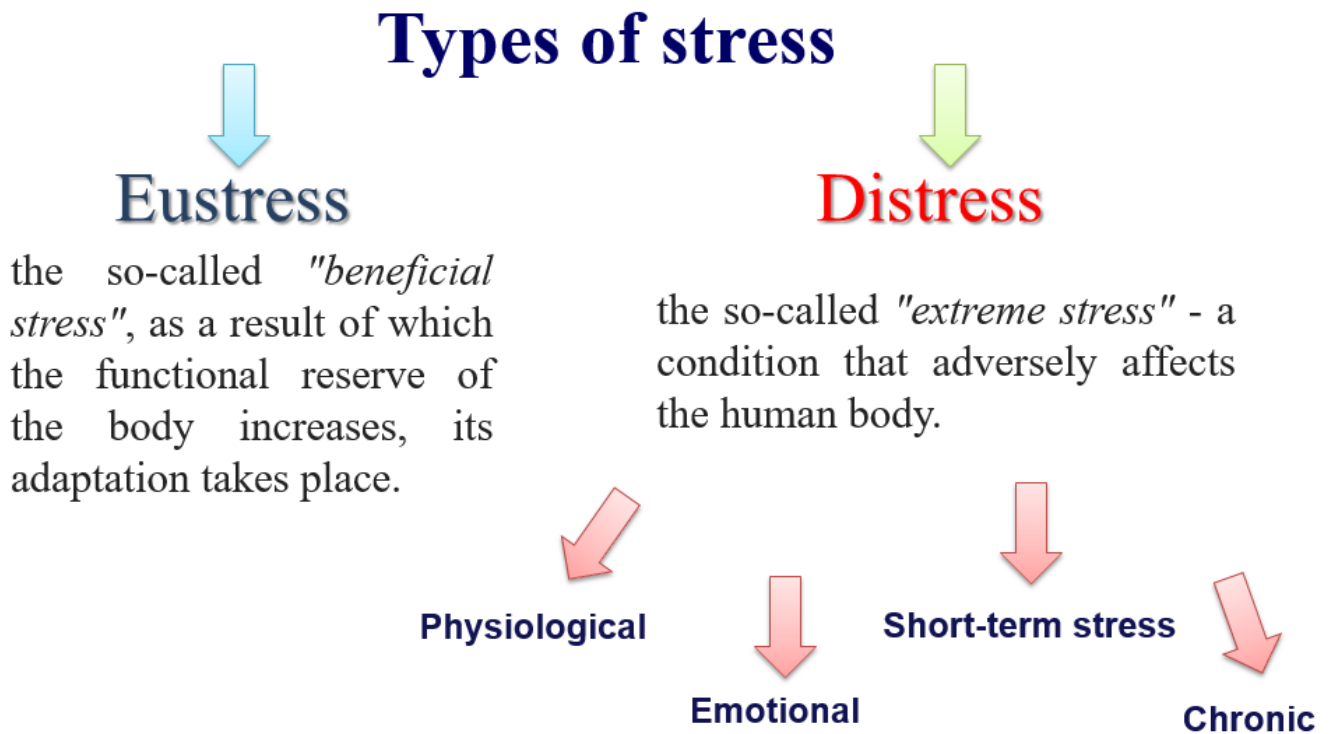 Types of stress
Eustress
the so-called "beneficial
stress", as a result of which
the functional reserve of
the body increases, its
adaptation takes place.
Distress
the so-called "extreme stress" - a
condition that adversely affects
the human body.
Physiological
Emotional
Short-term stress
Chronic